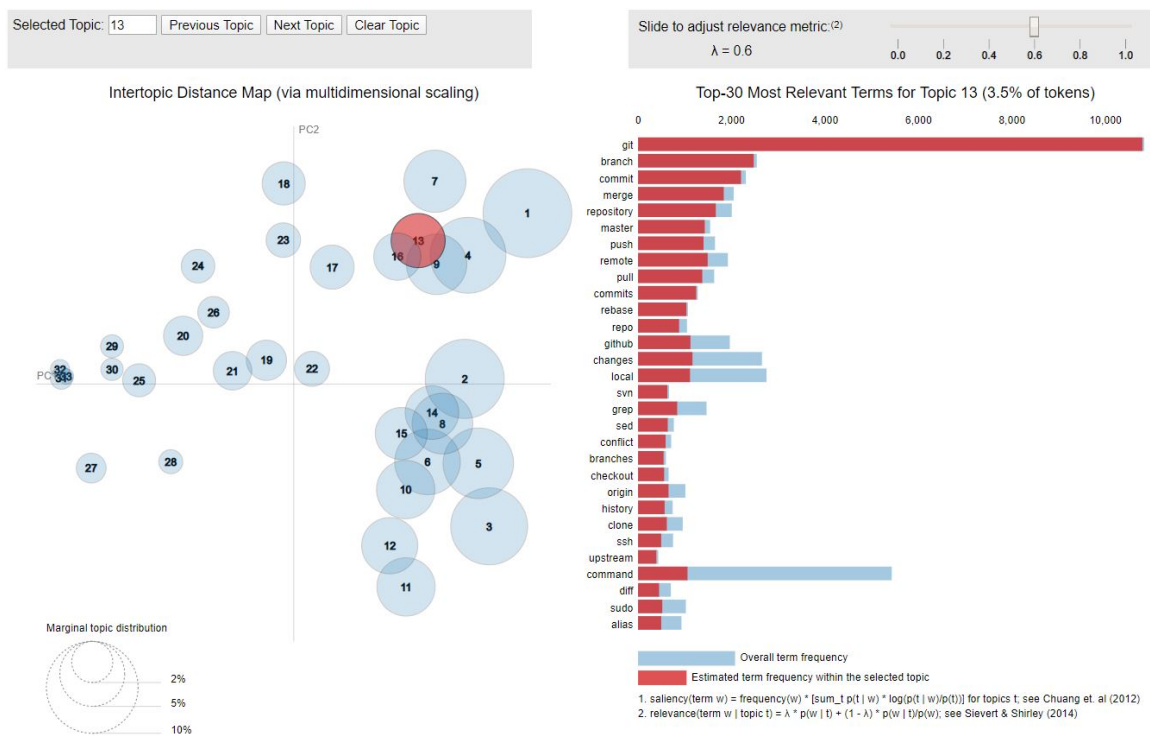 Selected Topic: 13 Previous Topic Next Topic Clear Topic
Slide to adjust relevance metric:(2)
λ = 0.6
0.0 0.2 0.4 0.6 0.8 1.0
Intertopic Distance Map (via multidimensional scaling)
PC2
18
7
1
23
13
16
9
4
24
17
26
20
29
19
32
30
21
22
2
PC
31
33
25
14
8
15
6
5
27
28
10
3
12
11
Marginal topic distribution
2%
5%
10%
Top-30 Most Relevant Terms for Topic 13 (3.5% of tokens)
0 2,000 4,000 6,000 8,000 10,000
git
branch
commit
merge
repository
master
push
remote
pull
commits
rebase
repo
github
changes
local
svn
grep
sed
conflict
branches
checkout
origin
history
clone
ssh
upstream
command
diff
sudo
alias
Overall term frequency
Estimated term frequency within the selected topic
1. saliency(term w) = frequency(w) * [sum_t p(t | w) * log(p(t | w)/p(t))] for topics t; see Chuang et. al (2012)
2. relevance(term w | topic t) = λ * p(w | t) + (1 - λ) * p(w | t)/p(w); see Sievert & Shirley (2014)